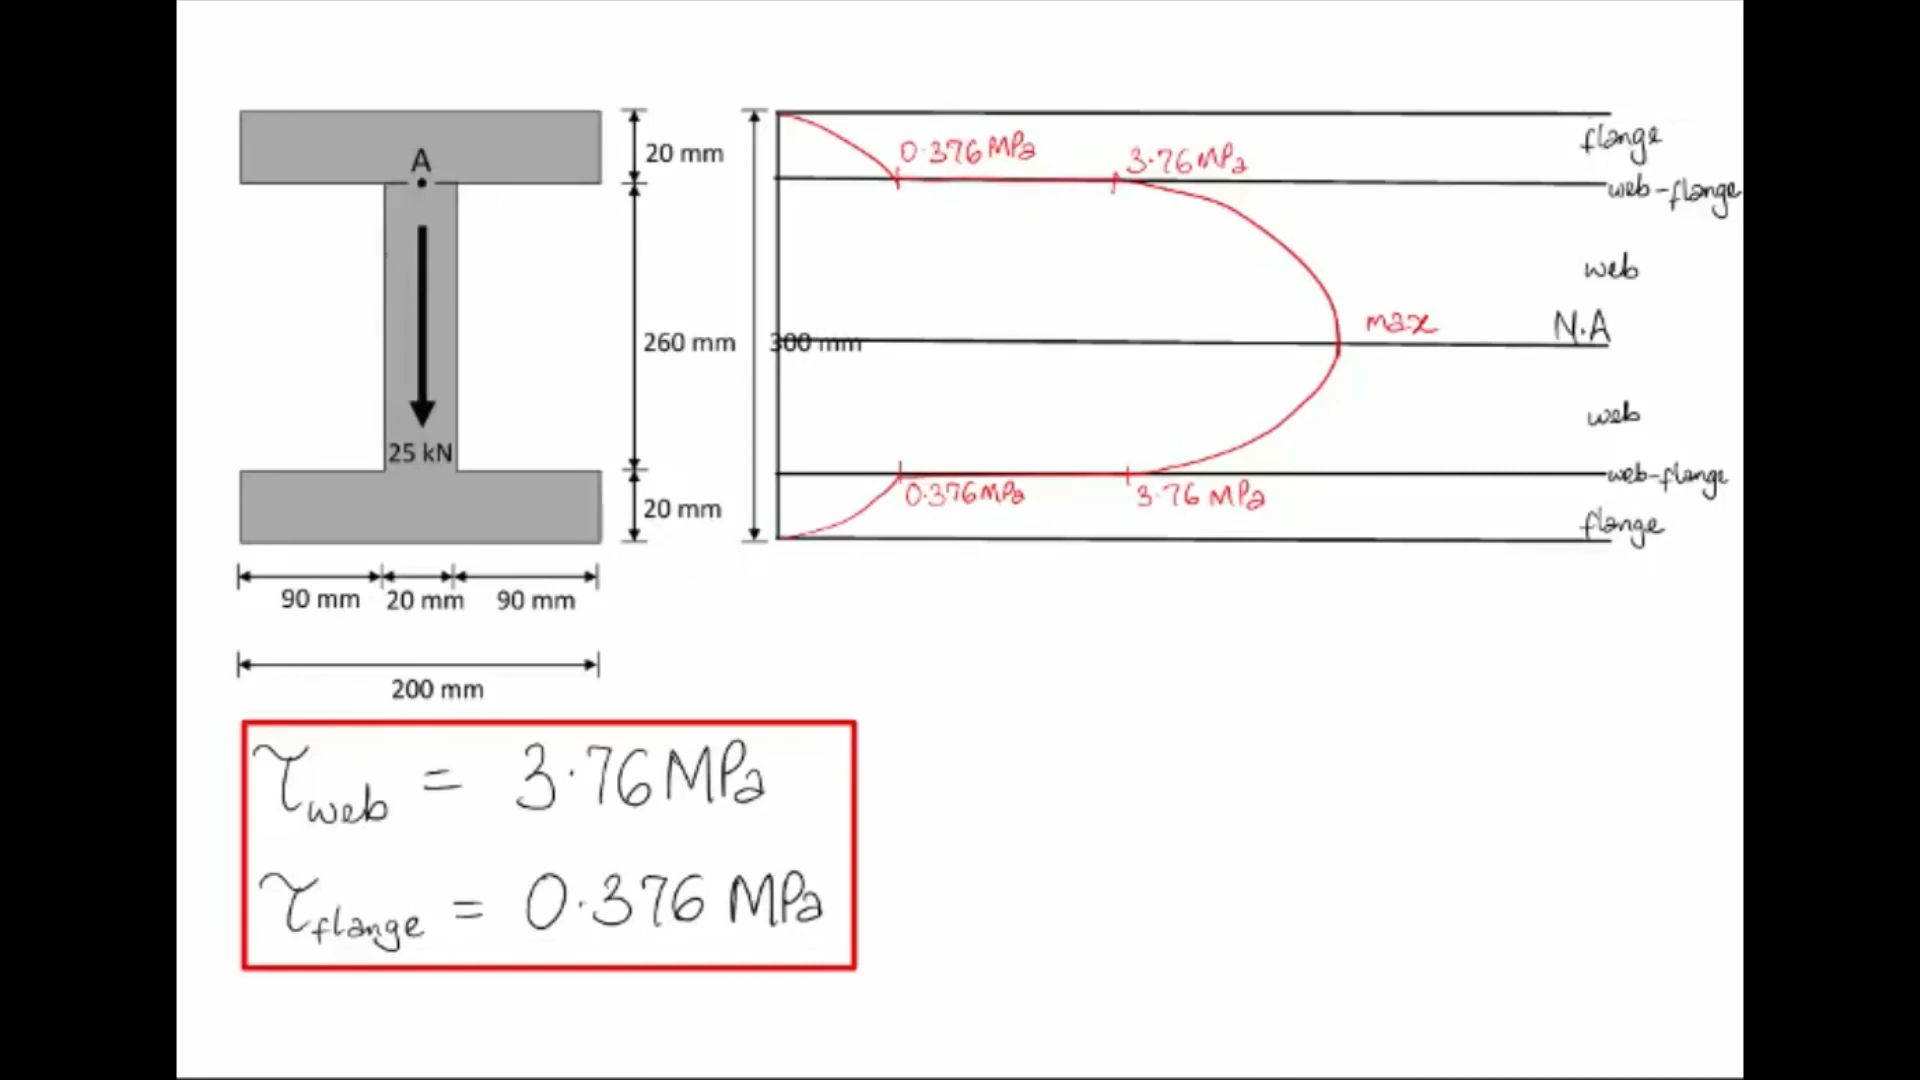 flange
0.376 MPa
3.76 MPa
A
20 mm
web-flange
web
max
N.A
260 mm
300 mm
web
25 kN
web-flange
0.376 MPa
3.76 MPa
20 mm
flange
90 mm
20 mm
90 mm
200 mm
τweb = 3.76 MPa
τflange = 0.376 MPa